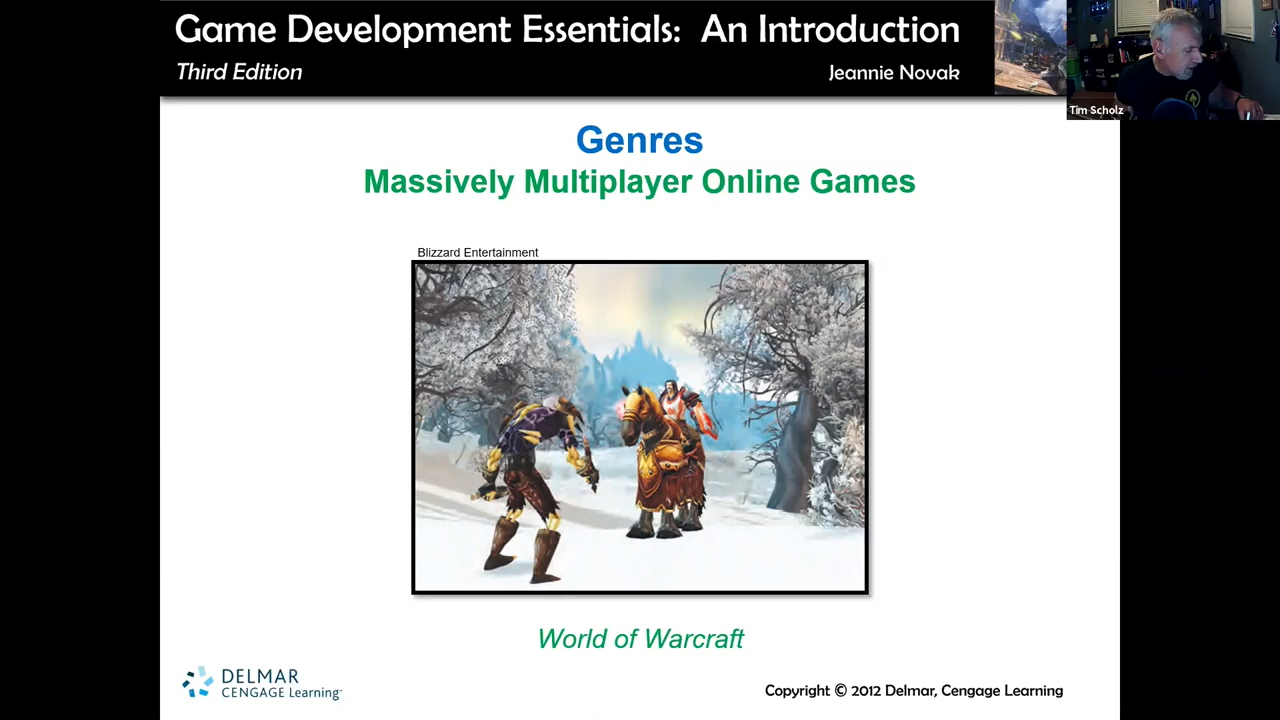 Game Development Essentials: An Introduction
Third Edition
Jeannie Novak
Tim Scholz
Genres
Massively Multiplayer Online Games
Blizzard Entertainment
World of Warcraft
DELMAR
CENGAGE Learning™
Copyright © 2012 Delmar, Cengage Learning